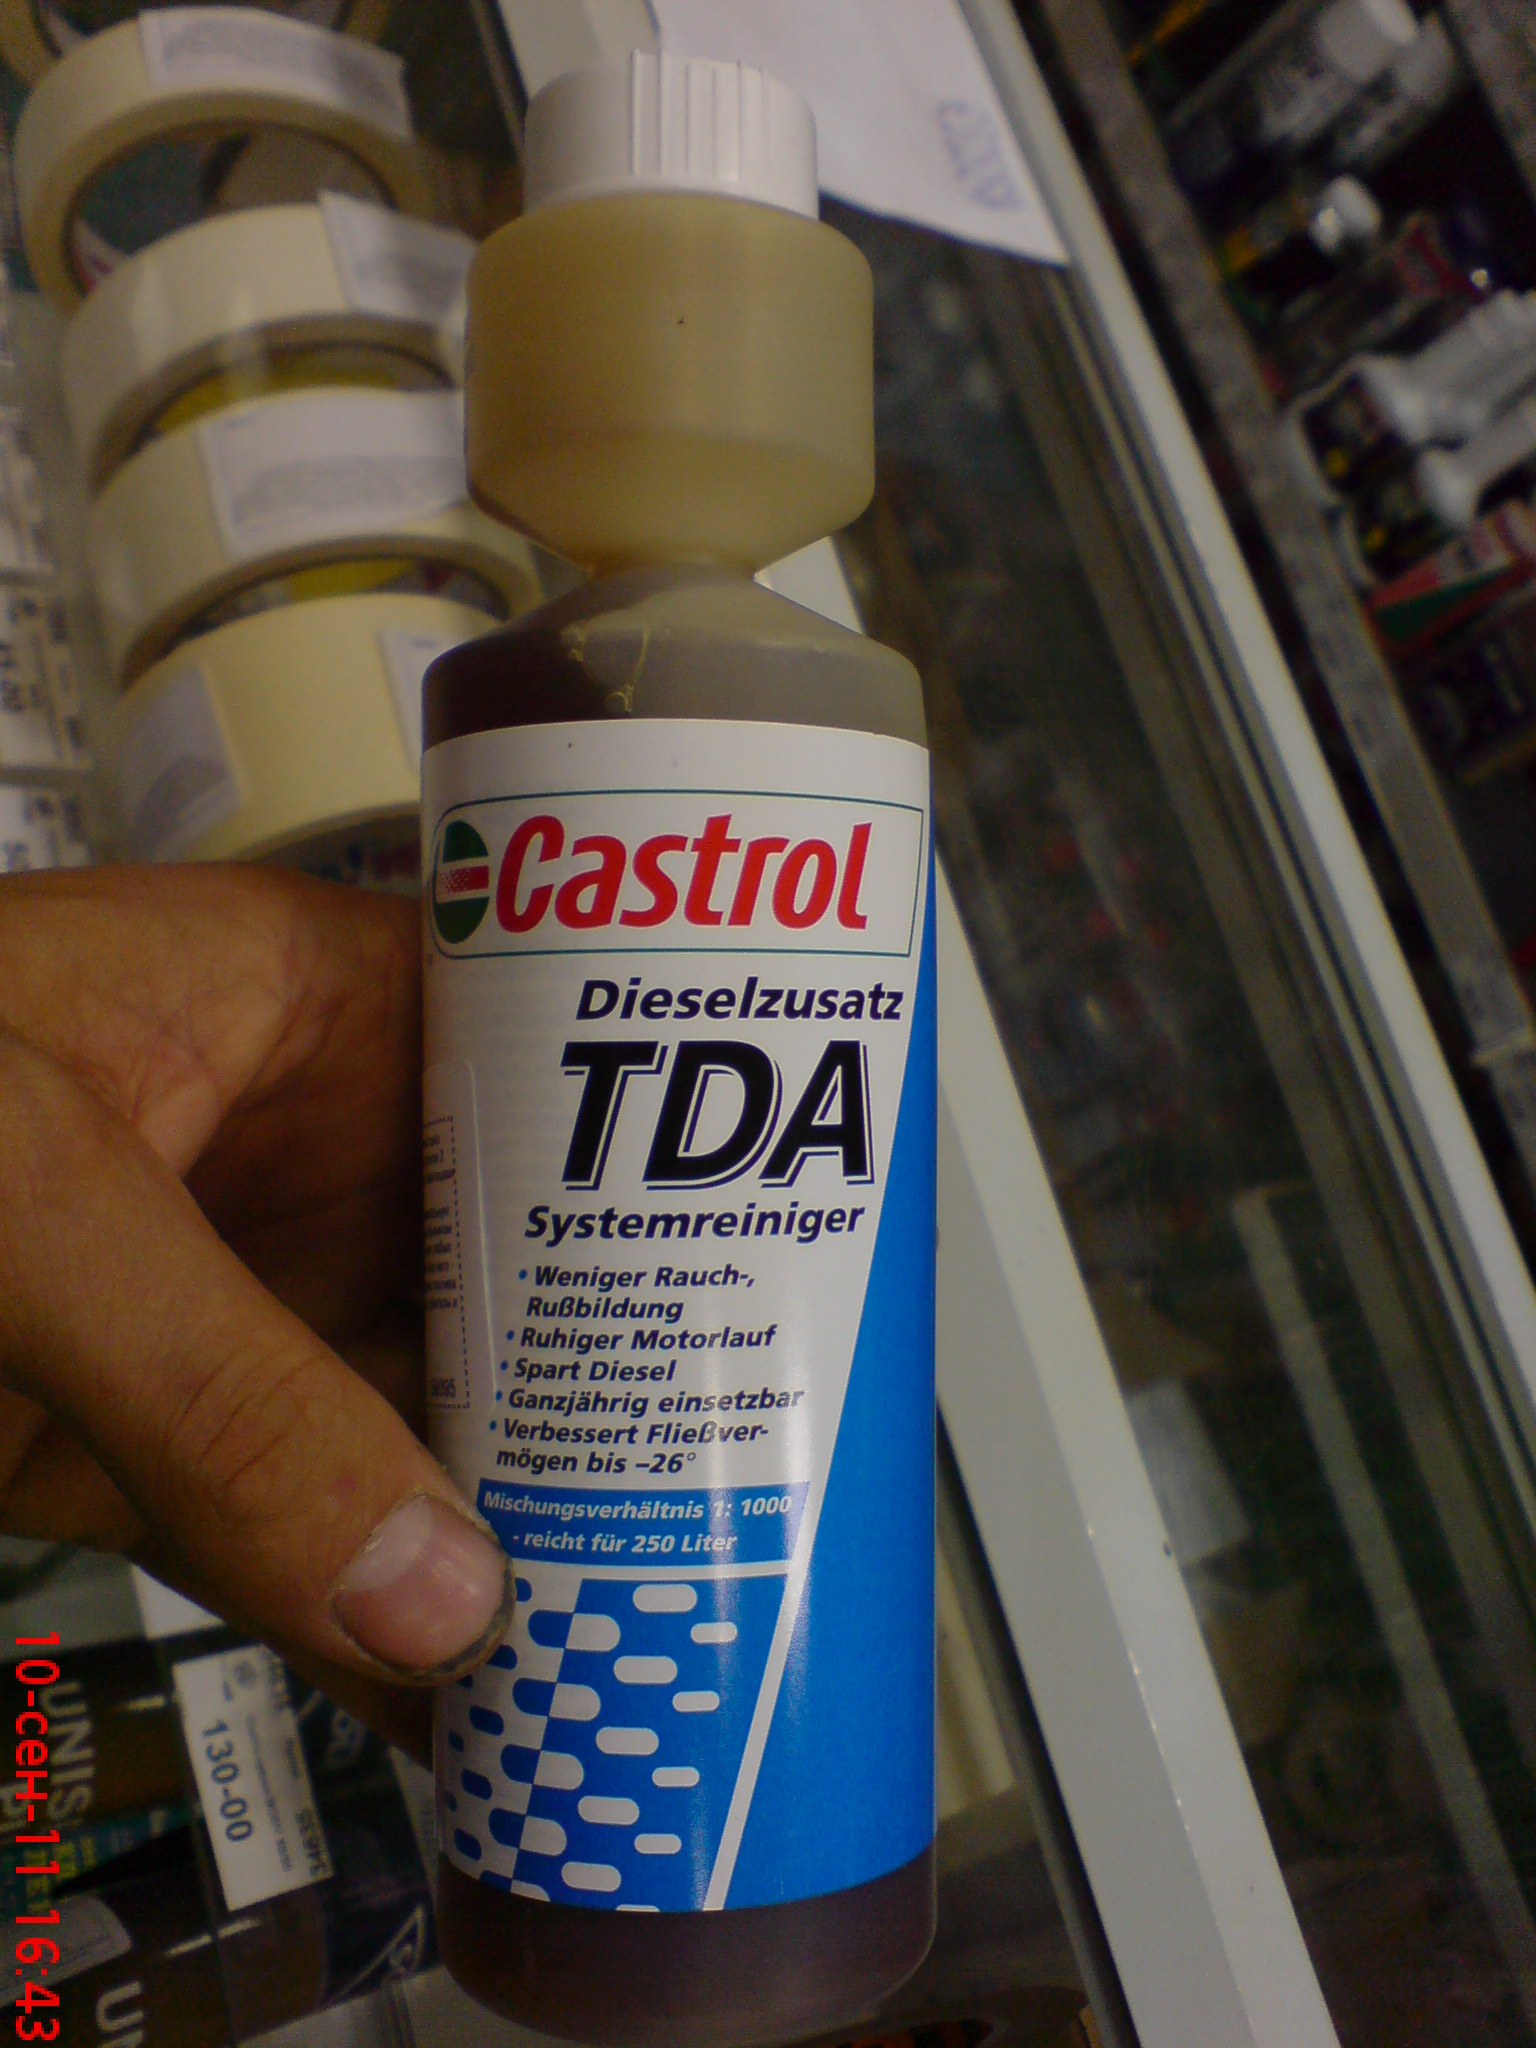 Castrol
Dieselzusatz
TDA
Systemreiniger
• Weniger Rauch-,
Rußbildung
• Ruhiger Motorlauf
• Spart Diesel
• Ganzjährig einsetzbar
• Verbessert Fließver-
mögen bis –26°
Mischungsverhältnis 1: 1000
- reicht für 250 Liter
130-00
34635
10-сен-11 16:43